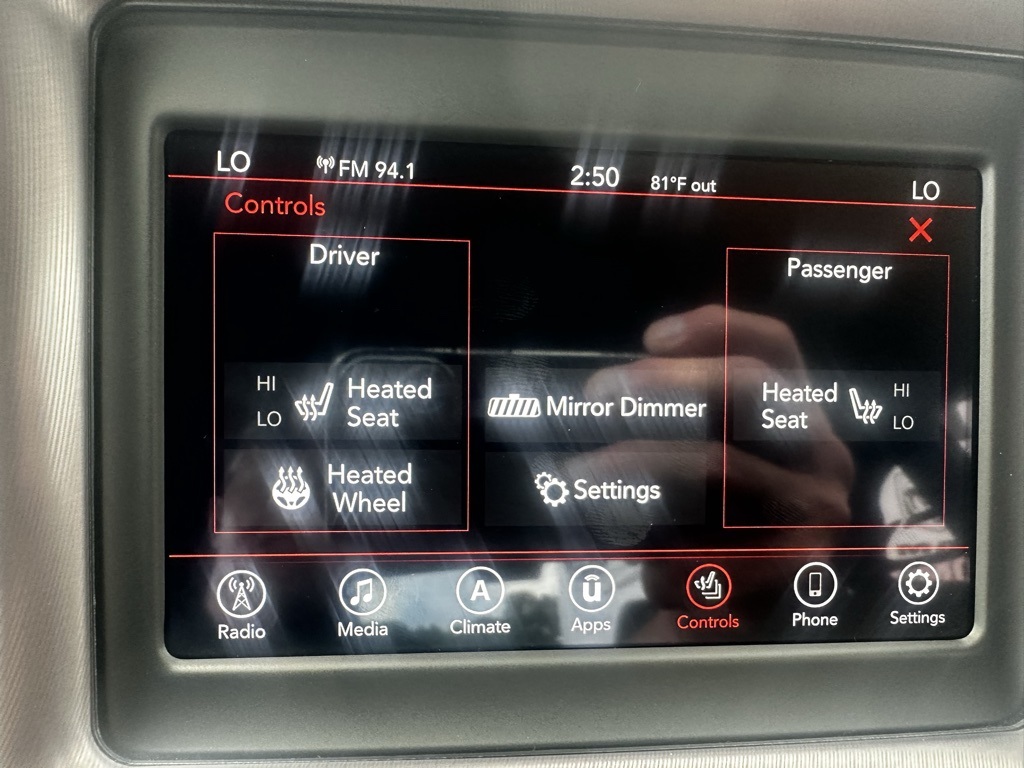 LO FM 94.1 2:50 81°F out LO
Controls
Driver
Passenger
HI
LO
Heated
Seat
Mirror Dimmer
Heated
Seat
HI
LO
Heated
Wheel
Settings
Radio
Media
A
Climate
u
Apps
Controls
Phone
Settings